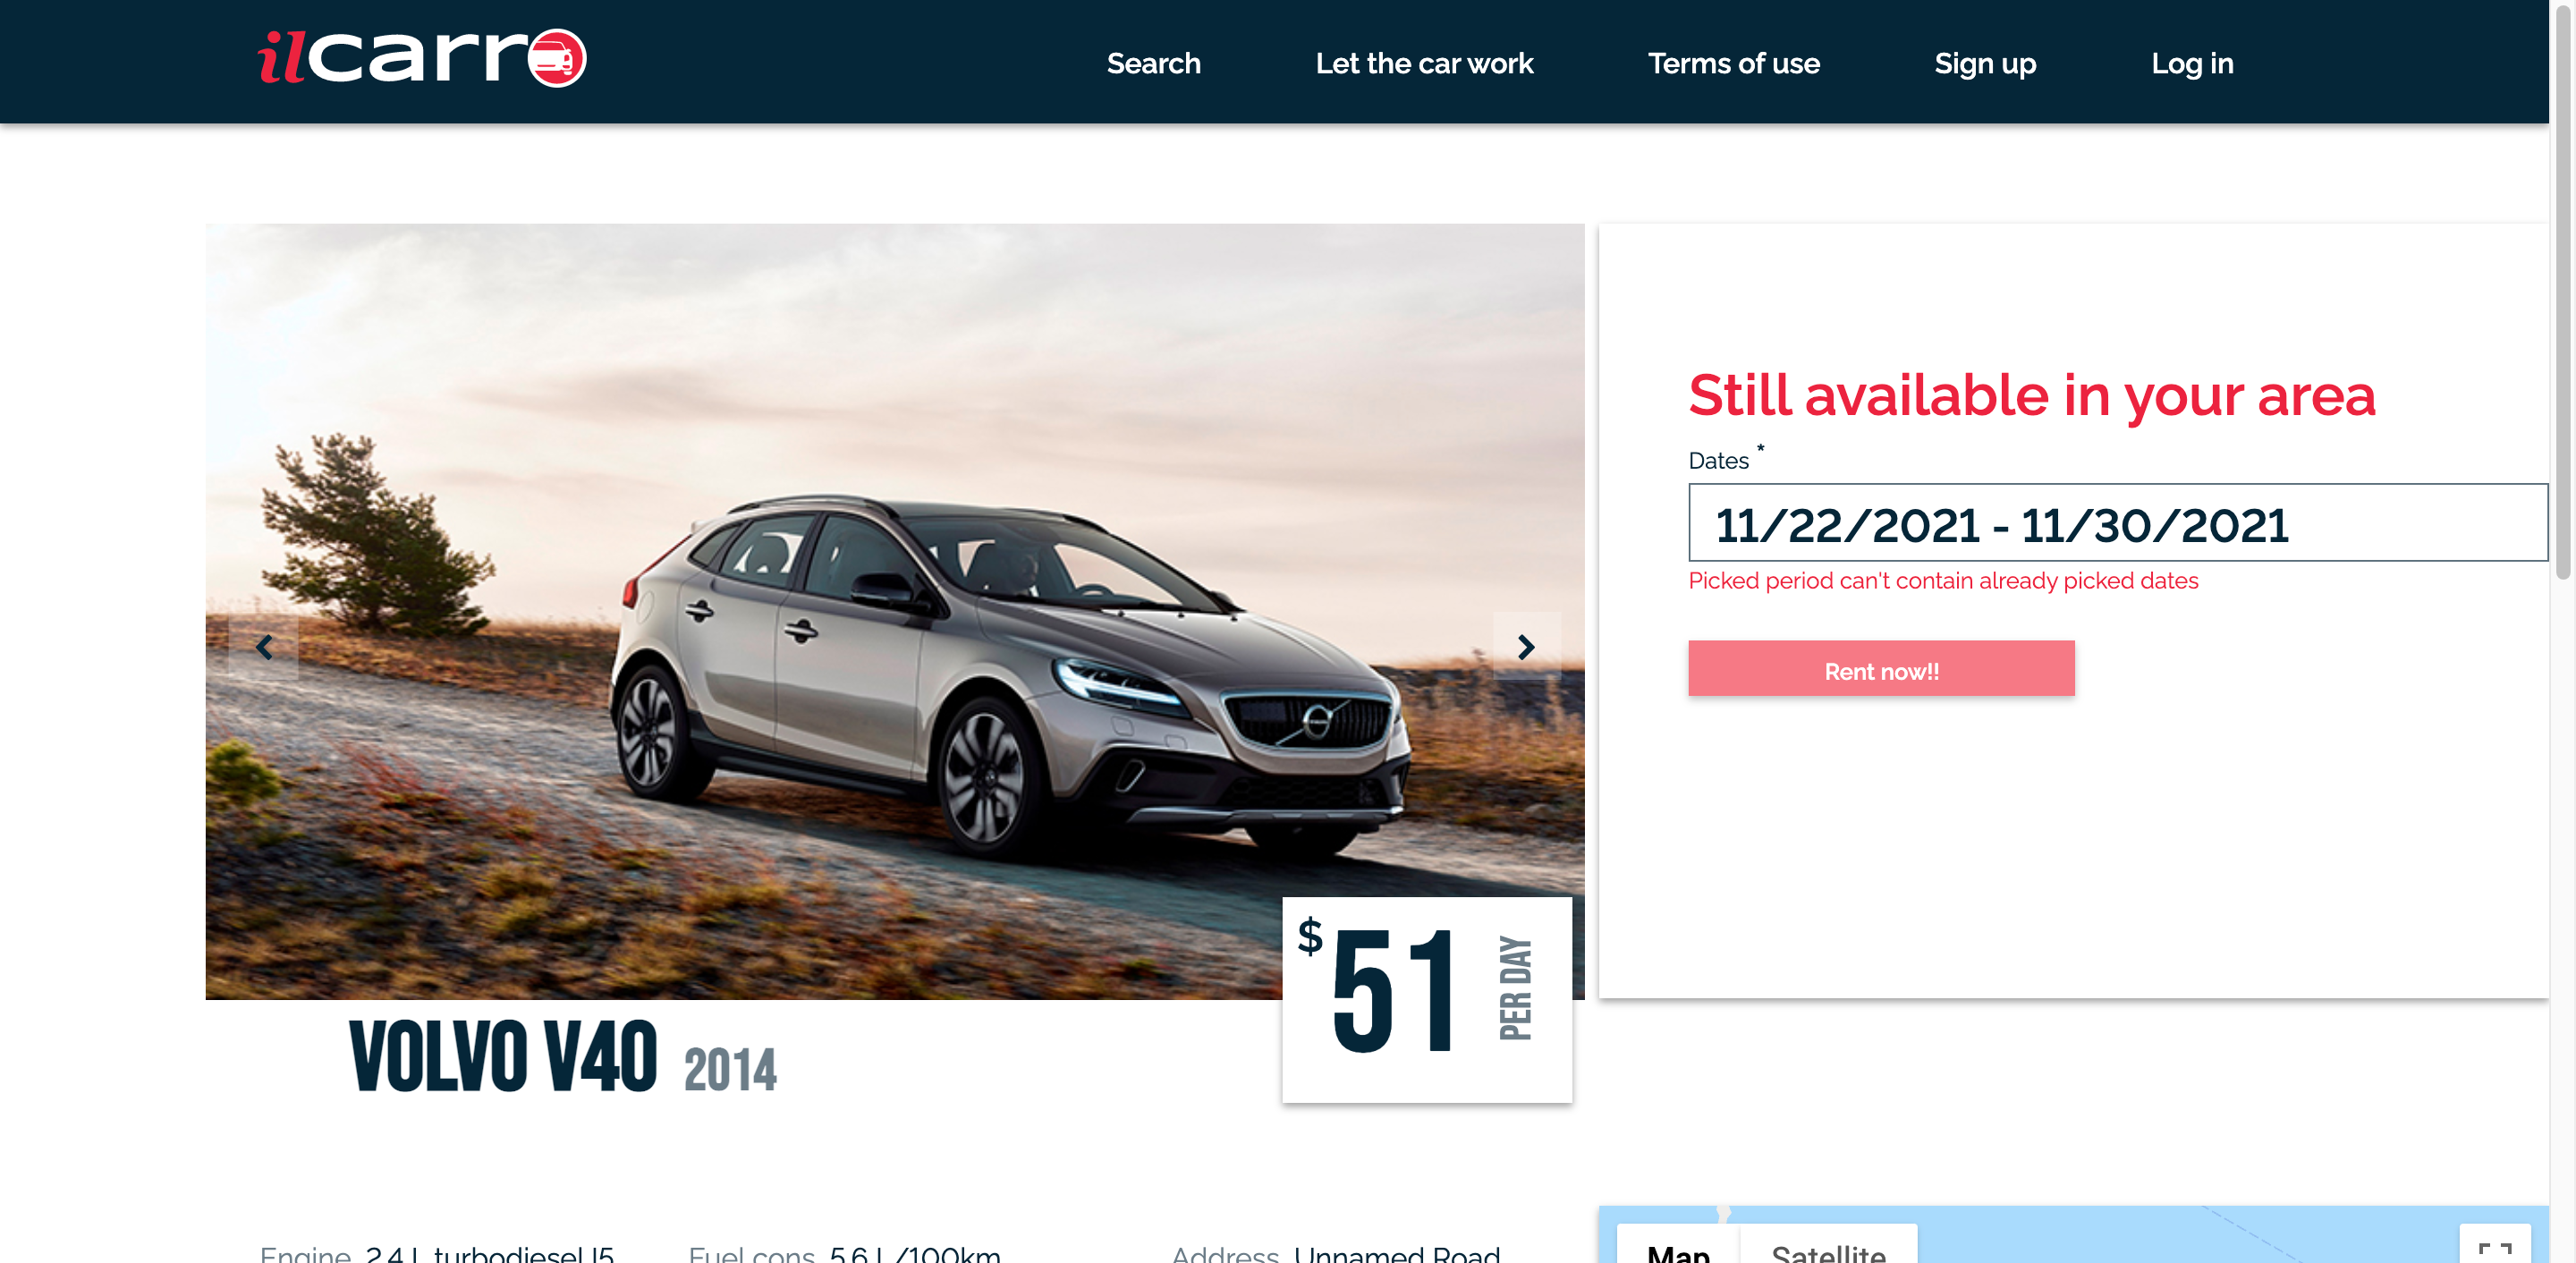 ilcarro
Search Let the car work Terms of use Sign up Log in
Still available in your area
Dates *
11/22/2021 - 11/30/2021
Picked period can't contain already picked dates
Rent now!!
$51 PER DAY
VOLVO V40 2014
Engine 2.4 L turbodiesel I5 Fuel cons 5.6 L/100km Address Unnamed Road
Map Satellite